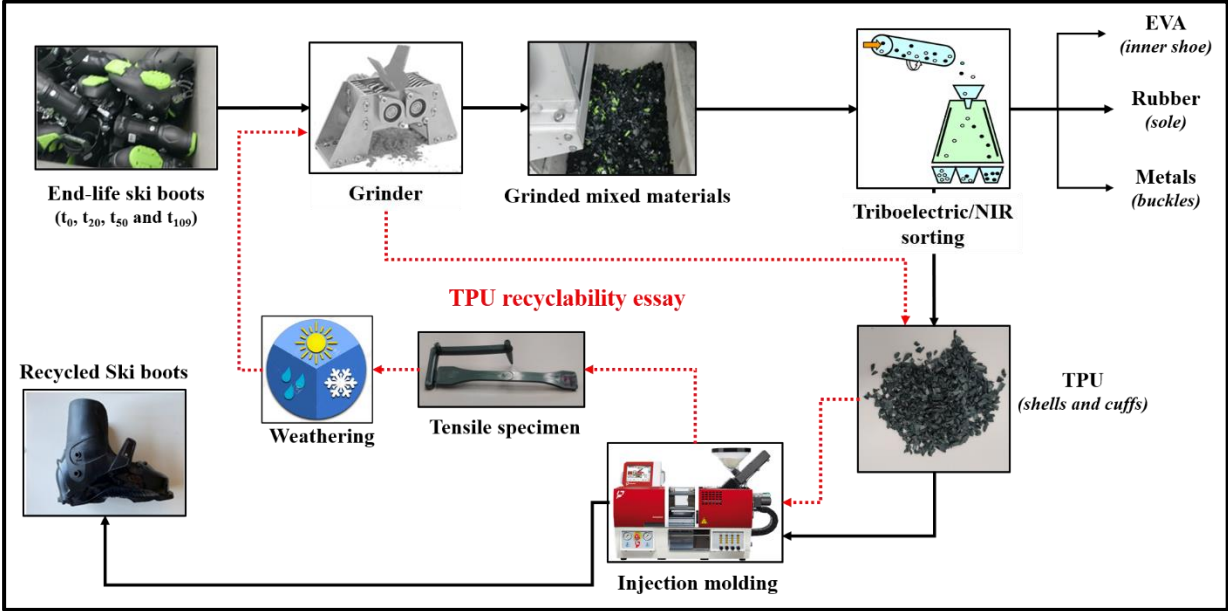 EVA
(inner shoe)
Rubber
(sole)
Metals
(buckles)
End-life ski boots
(t₀, t₂₀, t₅₀ and t₁₀₉)
Grinder
Grinded mixed materials
Triboelectric/NIR
sorting
TPU recyclability essay
Recycled Ski boots
Weathering
Tensile specimen
TPU
(shells and cuffs)
Injection molding